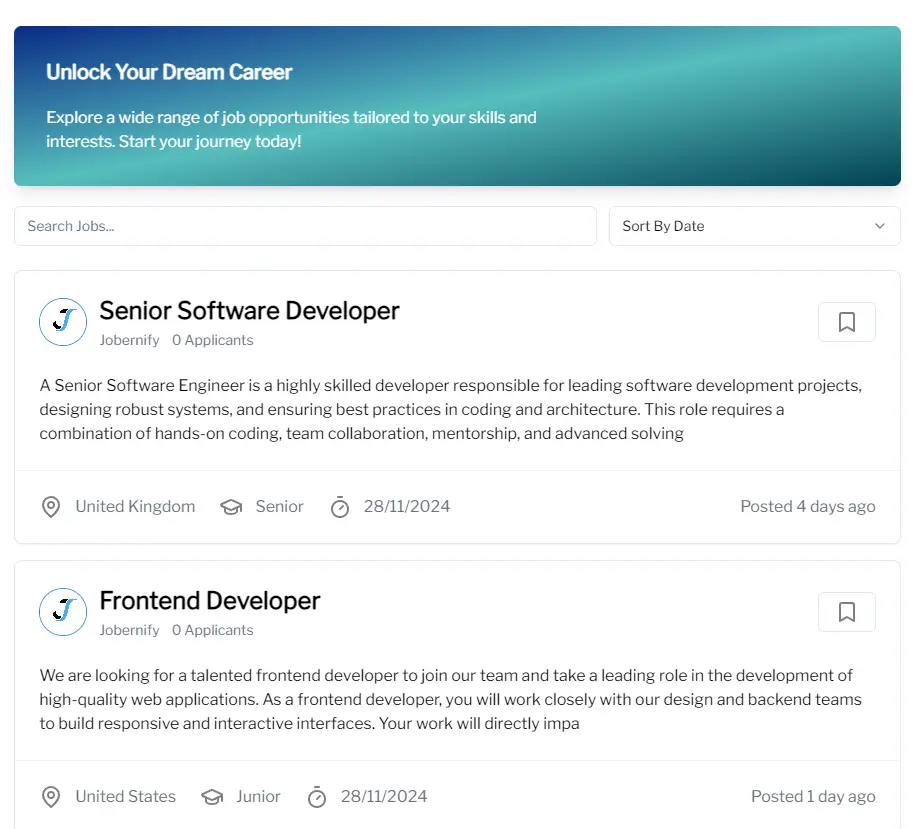 Unlock Your Dream Career
Explore a wide range of job opportunities tailored to your skills and
interests. Start your journey today!
Search Jobs...
Sort By Date
Senior Software Developer
Jobernify 0 Applicants
A Senior Software Engineer is a highly skilled developer responsible for leading software development projects,
designing robust systems, and ensuring best practices in coding and architecture. This role requires a
combination of hands-on coding, team collaboration, mentorship, and advanced solving
United Kingdom Senior 28/11/2024 Posted 4 days ago
Frontend Developer
Jobernify 0 Applicants
We are looking for a talented frontend developer to join our team and take a leading role in the development of
high-quality web applications. As a frontend developer, you will work closely with our design and backend teams
to build responsive and interactive interfaces. Your work will directly impa
United States Junior 28/11/2024 Posted 1 day ago